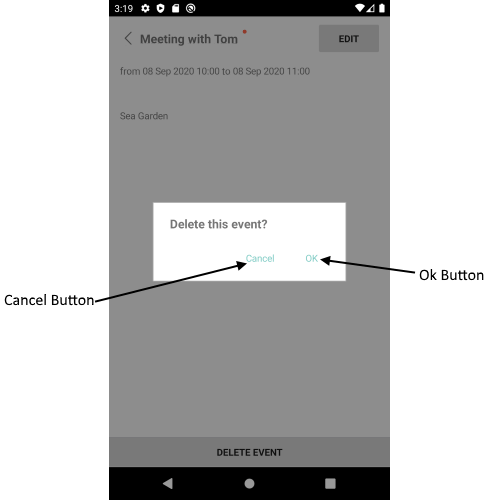 3:19
Meeting with Tom
EDIT
from 08 Sep 2020 10:00 to 08 Sep 2020 11:00
Sea Garden
Delete this event?
Cancel OK
Ok Button
Cancel Button
DELETE EVENT